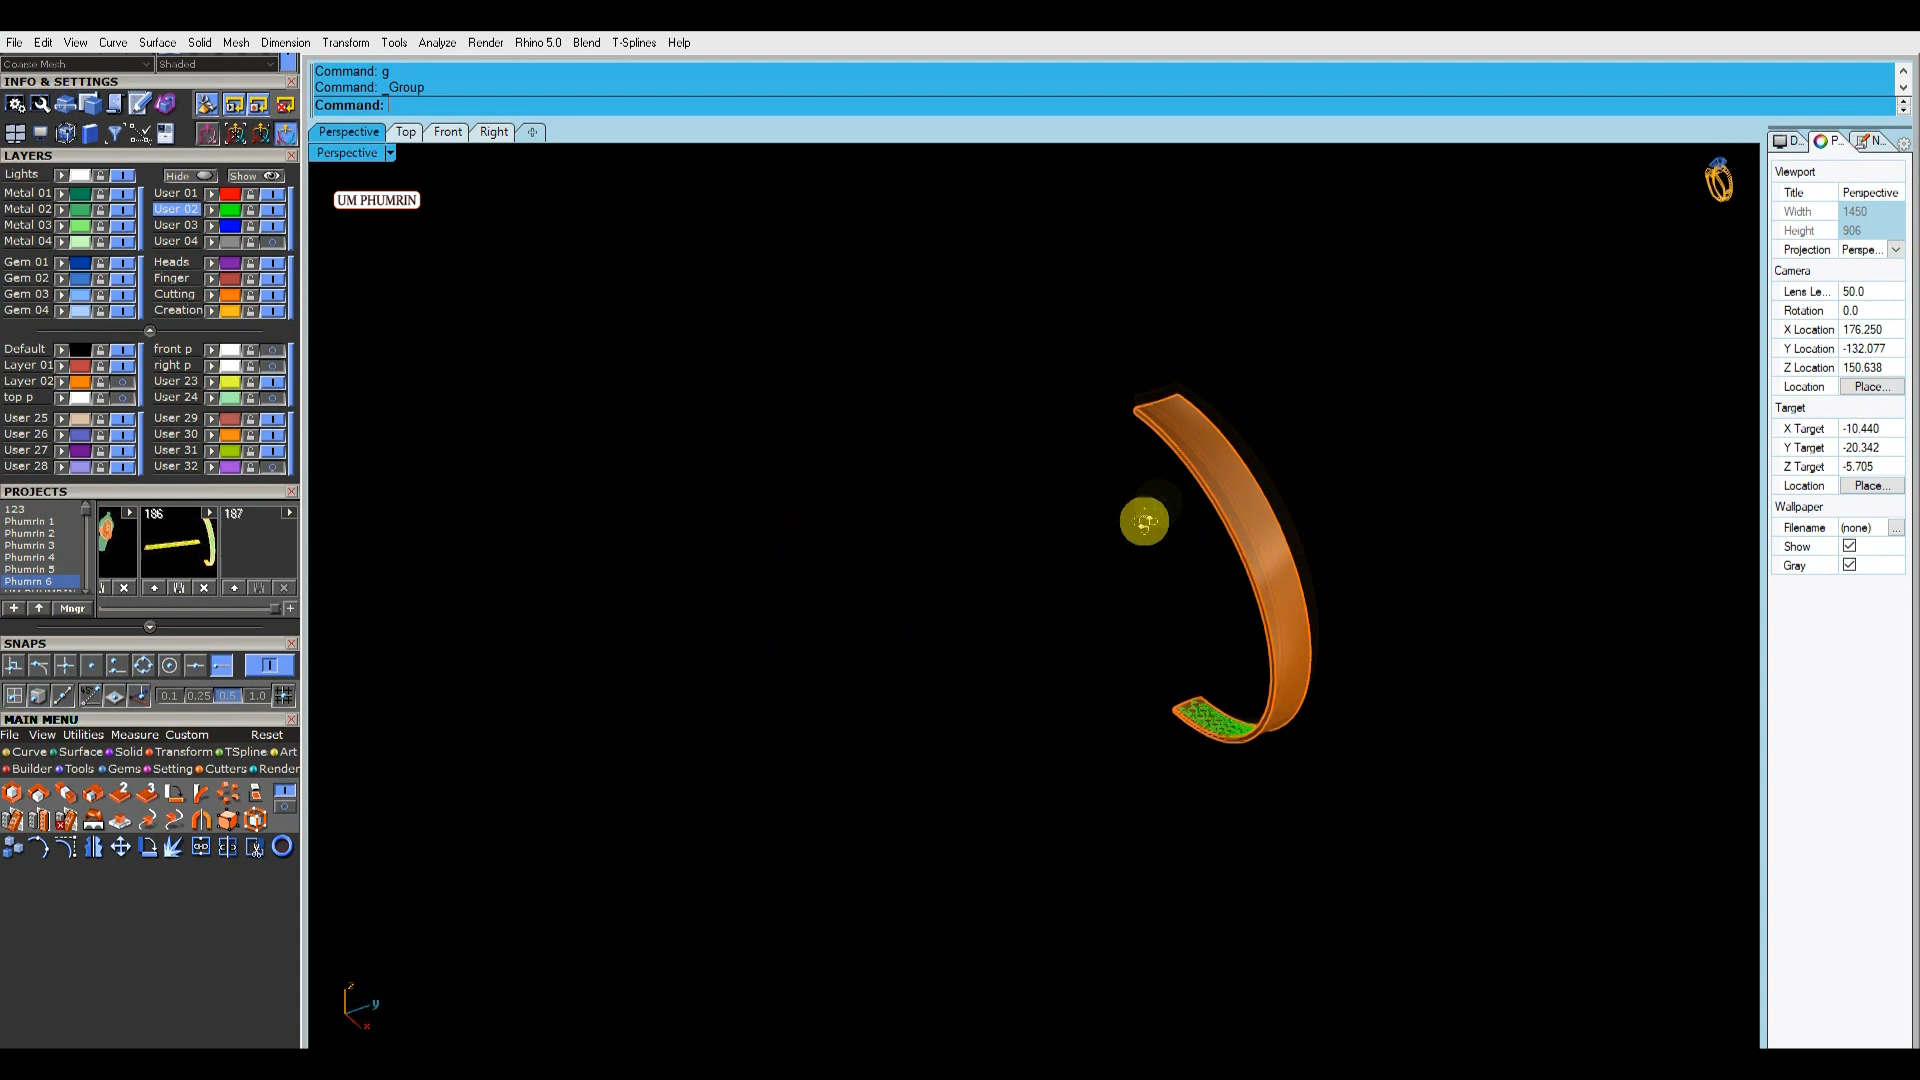 File Edit View Curve Surface Solid Mesh Dimension Transform Tools Analyze Render Rhino 5.0 Blend T-Splines Help
Coarse Mesh Shaded
INFO & SETTINGS
LAYERS
Lights Hide Show
Metal 01 User 01
Metal 02 User 02
Metal 03 User 03
Metal 04 User 04
Gem 01 Heads
Gem 02 Finger
Gem 03 Cutting
Gem 04 Creation
Default front p
Layer 01 right p
Layer 02 User 23
top p User 24
User 25 User 29
User 26 User 30
User 27 User 31
User 28 User 32
PROJECTS
123
Phumrin 1
Phumrin 2
Phumrin 3
Phumrin 4
Phumrin 5
Phumrn 6
186 187
Mngr
SNAPS
0.1 0.25 0.5 1.0
MAIN MENU
File View Utilities Measure Custom Reset
Curve Surface Solid Transform TSpline Art
Builder Tools Gems Setting Cutters Render
2 3
Command: g
Command: _Group
Command:
Perspective Top Front Right
Perspective
UM PHUMRIN
z
y
x
D... P... N...
Viewport
Title Perspective
Width 1450
Height 906
Projection Perspe...
Camera
Lens Le... 50.0
Rotation 0.0
X Location 176.250
Y Location -132.077
Z Location 150.638
Location Place...
Target
X Target -10.440
Y Target -20.342
Z Target -5.705
Location Place...
Wallpaper
Filename (none) ...
Show
Gray